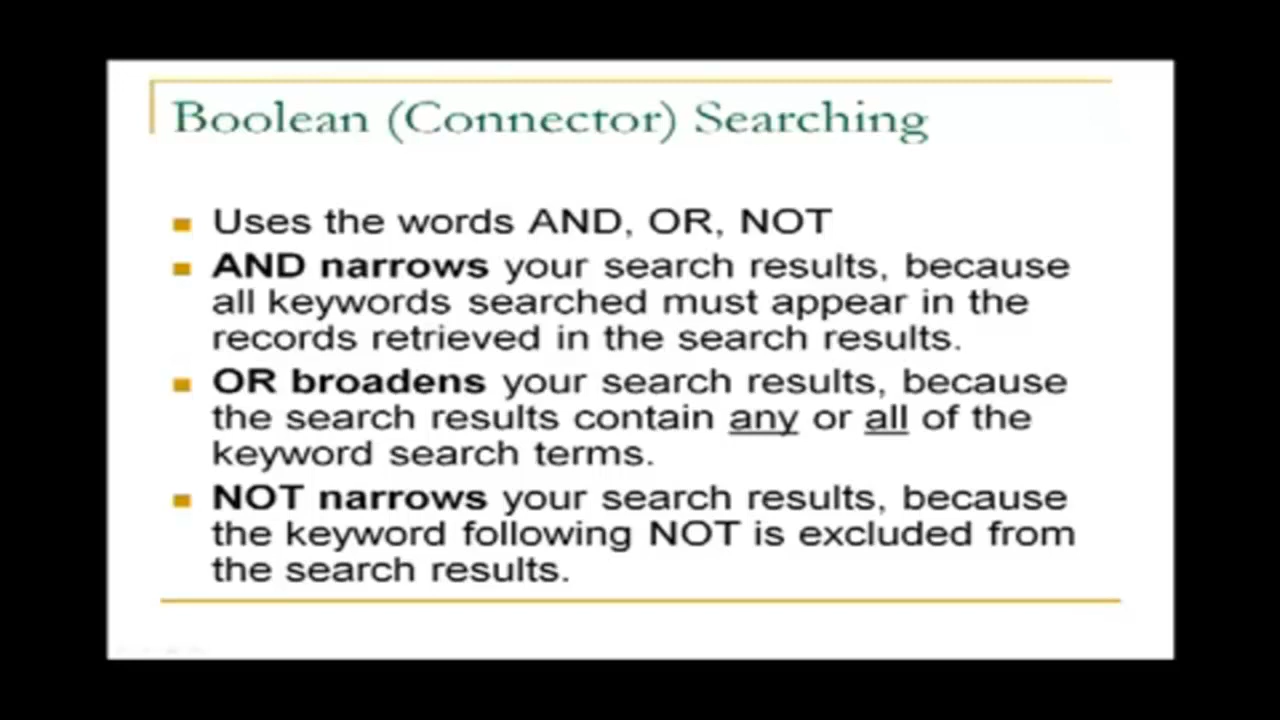 Boolean (Connector) Searching
Uses the words AND, OR, NOT
AND narrows your search results, because
all keywords searched must appear in the
records retrieved in the search results.
OR broadens your search results, because
the search results contain any or all of the
keyword search terms.
NOT narrows your search results, because
the keyword following NOT is excluded from
the search results.